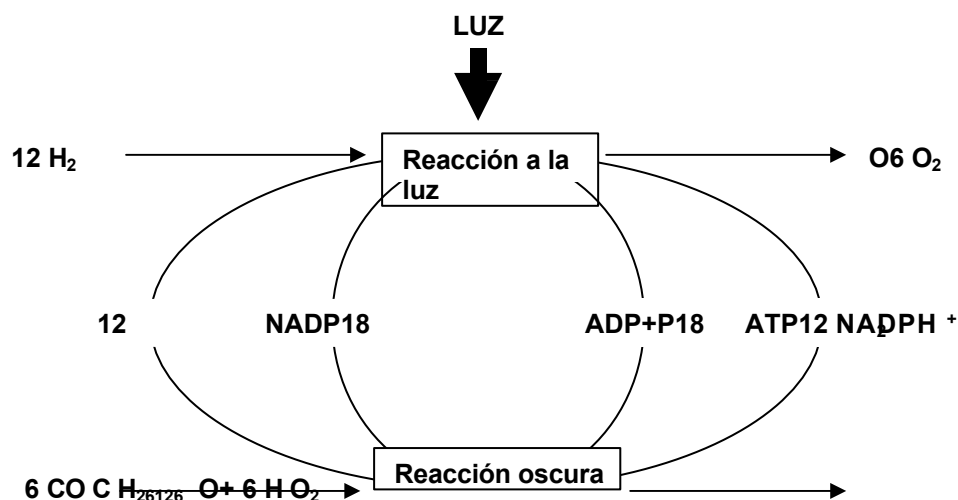 LUZ
12 H₂ Reacción a la luz O6 O₂
12 NADP18 ADP+P18 ATP12 NA₂DPH ⁺
Reacción oscura
6 CO C H₂₆₁₂₆ O+ 6 H O₂